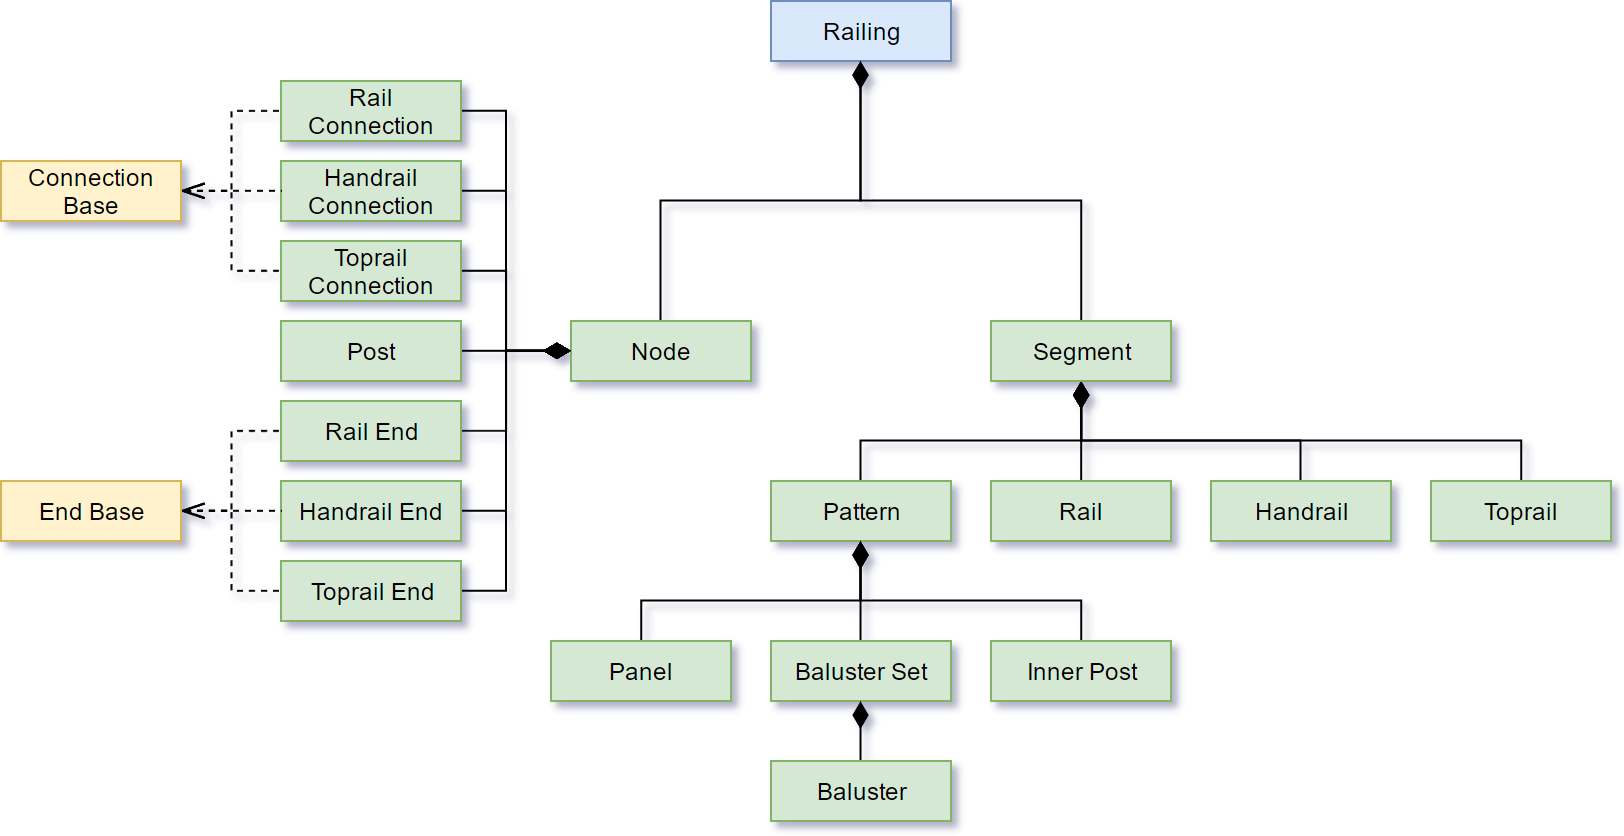 Railing
Rail
Connection
Connection
Base
Handrail
Connection
Toprail
Connection
Post
Node
Segment
Rail End
End Base
Handrail End
Toprail End
Pattern
Rail
Handrail
Toprail
Panel
Baluster Set
Inner Post
Baluster